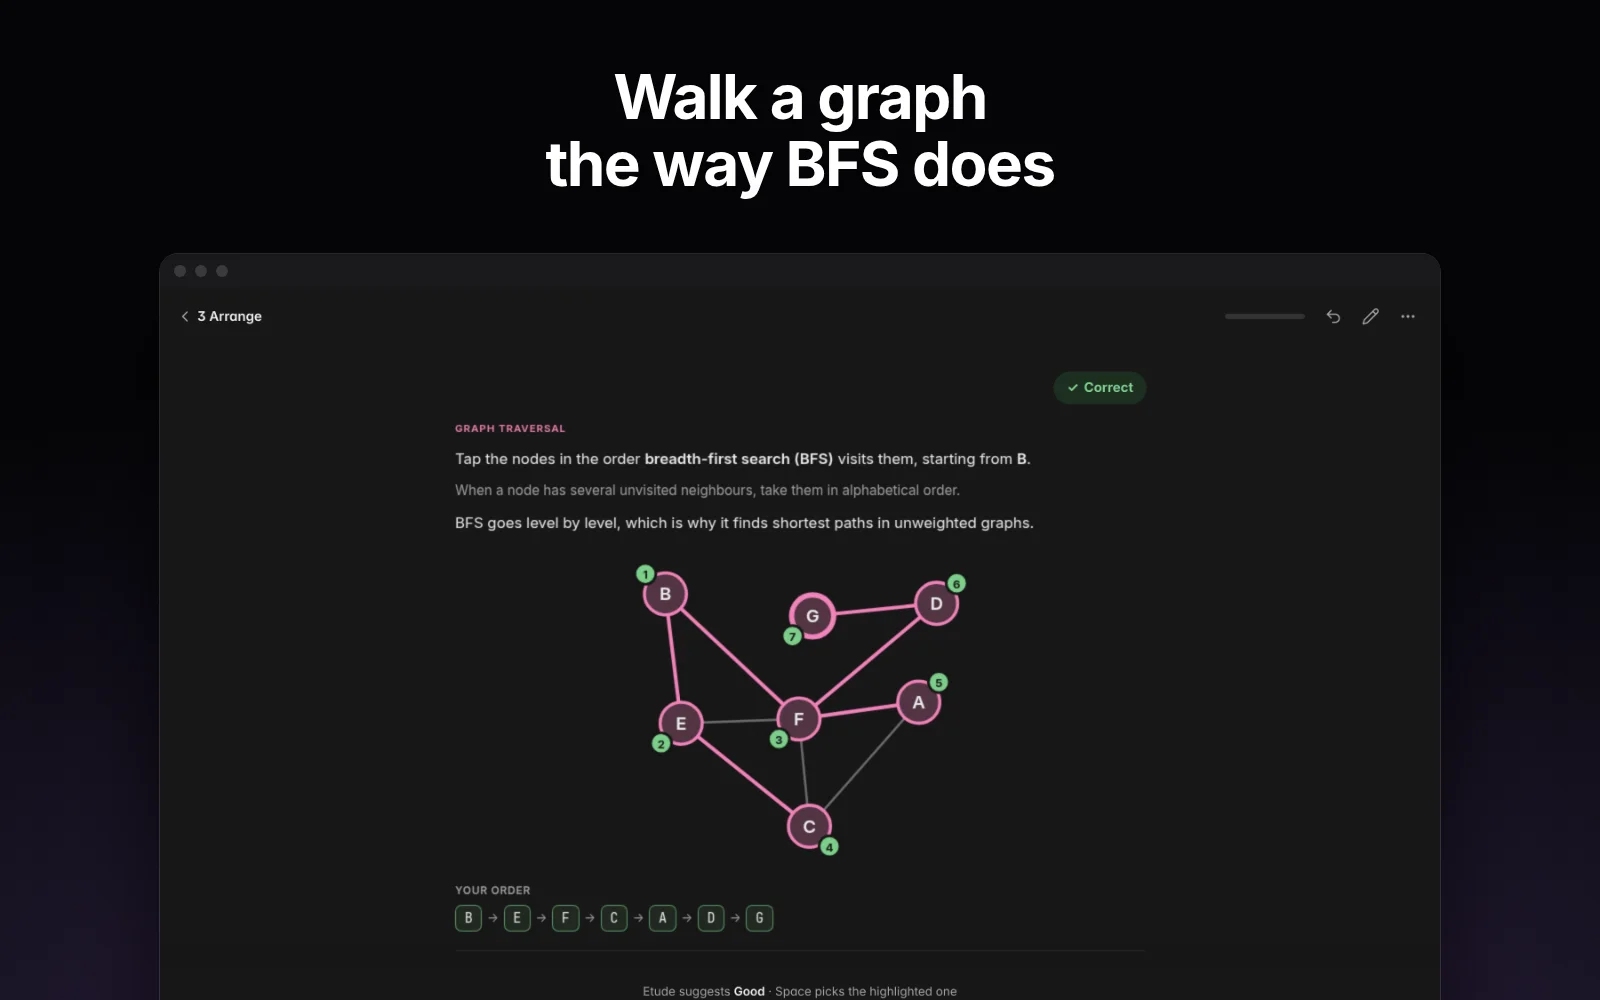 Walk a graph
the way BFS does
3 Arrange
Correct
GRAPH TRAVERSAL
Tap the nodes in the order breadth-first search (BFS) visits them, starting from B.
When a node has several unvisited neighbours, take them in alphabetical order.
BFS goes level by level, which is why it finds shortest paths in unweighted graphs.
1
B
G
7
D
6
E
2
F
3
A
5
C
4
YOUR ORDER
B → E → F → C → A → D → G
Etude suggests Good · Space picks the highlighted one